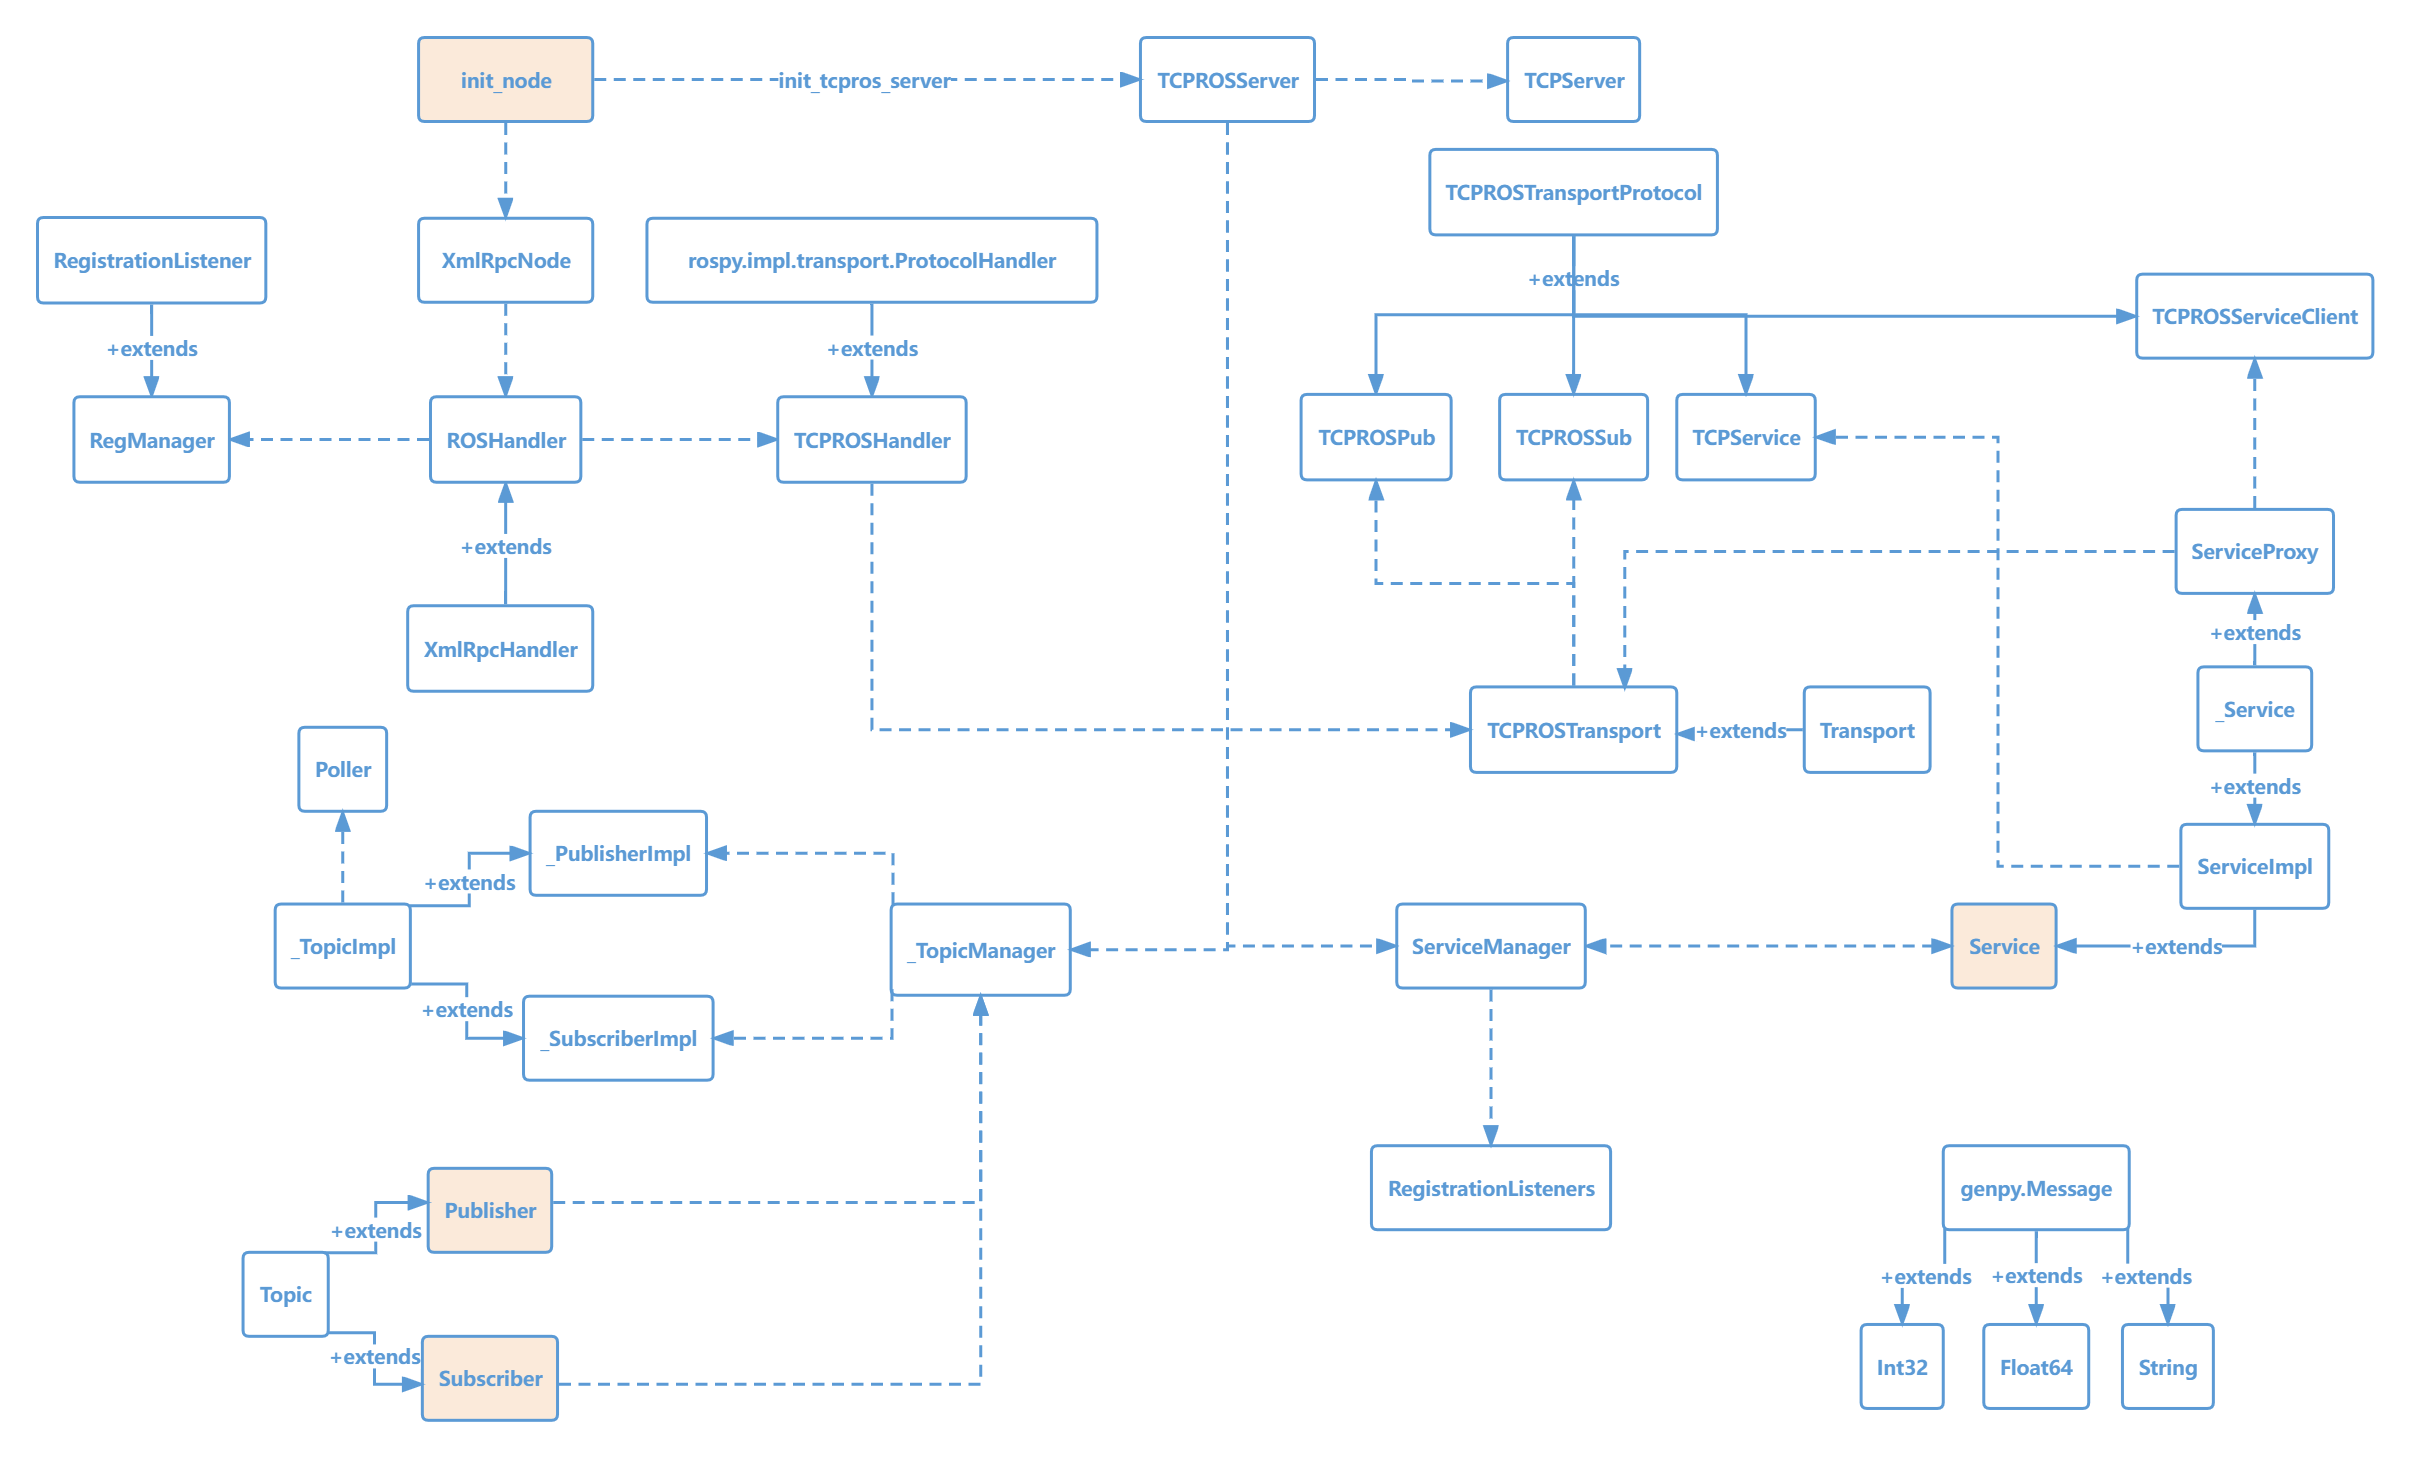 init_node
init_tcpros_server
TCPROSServer
TCPServer
TCPROSTransportProtocol
RegistrationListener
XmlRpcNode
rospy.impl.transport.ProtocolHandler
+extends
TCPROSServiceClient
+extends
+extends
RegManager
ROSHandler
TCPROSHandler
TCPROSPub
TCPROSSub
TCPService
+extends
ServiceProxy
+extends
XmlRpcHandler
_Service
TCPROSTransport
+extends
Transport
Poller
+extends
_PublisherImpl
+extends
ServiceImpl
_TopicImpl
_TopicManager
ServiceManager
Service
+extends
+extends
_SubscriberImpl
RegistrationListeners
genpy.Message
Publisher
+extends
Topic
+extends
+extends
+extends
+extends
Subscriber
Int32
Float64
String